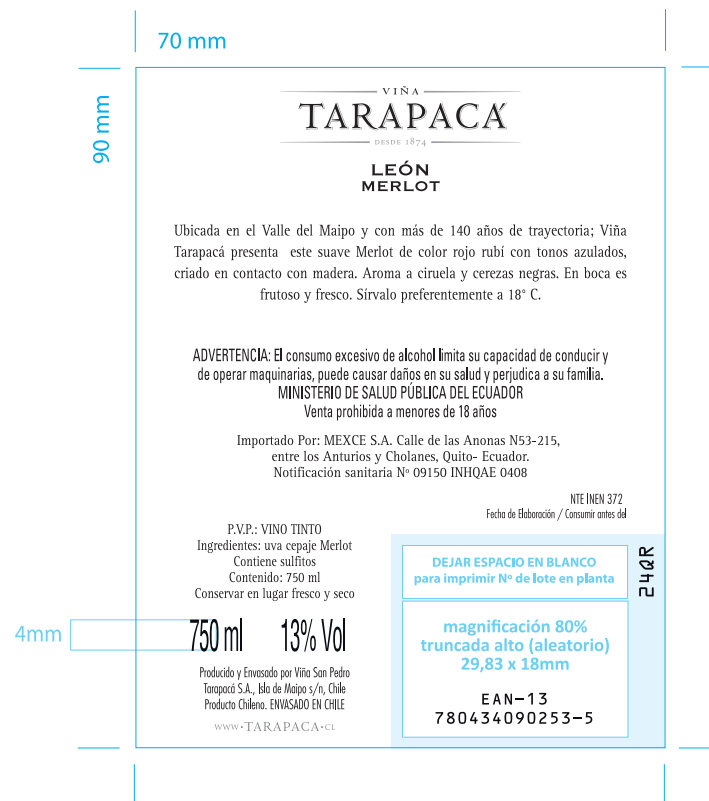 70 mm
90 mm
VIÑA
TARAPACÁ
DESDE 1874
LEÓN
MERLOT
Ubicada en el Valle del Maipo y con más de 140 años de trayectoria; Viña
Tarapacá presenta este suave Merlot de color rojo rubí con tonos azulados,
criado en contacto con madera. Aroma a ciruela y cerezas negras. En boca es
frutoso y fresco. Sírvalo preferentemente a 18° C.
ADVERTENCIA: El consumo excesivo de alcohol limita su capacidad de conducir y
de operar maquinarias, puede causar daños en su salud y perjudica a su familia.
MINISTERIO DE SALUD PÚBLICA DEL ECUADOR
Venta prohibida a menores de 18 años
Importado Por: MEXCE S.A. Calle de las Anonas N53-215,
entre los Anturios y Cholanes, Quito- Ecuador.
Notificación sanitaria Nº 09150 INHQAE 0408
NTE INEN 372
Fecha de Elaboración / Consumir antes del
P.V.P.: VINO TINTO
Ingredientes: uva cepaje Merlot
Contiene sulfitos
Contenido: 750 ml
Conservar en lugar fresco y seco
4mm
750 ml 13% Vol
Producido y Envasado por Viña San Pedro
Tarapacá S.A., Isla de Maipo s/n, Chile
Producto Chileno. ENVASADO EN CHILE
WWW·TARAPACA·CL
DEJAR ESPACIO EN BLANCO
para imprimir Nº de lote en planta
24QR
magnificación 80%
truncada alto (aleatorio)
29,83 x 18mm
EAN-13
780434090253-5